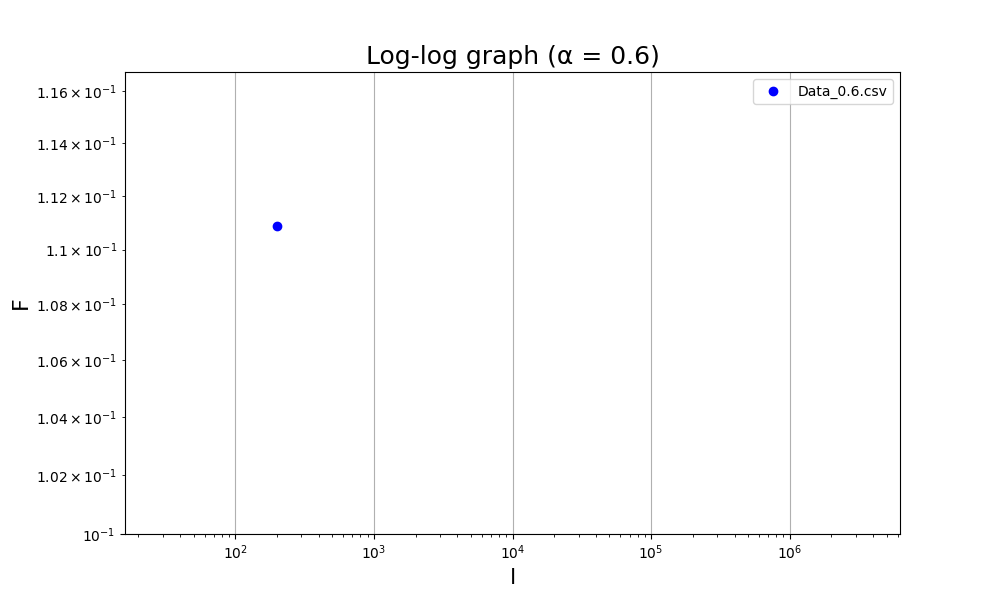 Log-log graph (α = 0.6)
Data_0.6.csv
F
1.16 × 10⁻¹
1.14 × 10⁻¹
1.12 × 10⁻¹
1.1 × 10⁻¹
1.08 × 10⁻¹
1.06 × 10⁻¹
1.04 × 10⁻¹
1.02 × 10⁻¹
10⁻¹
10² 10³ 10⁴ 10⁵ 10⁶
l